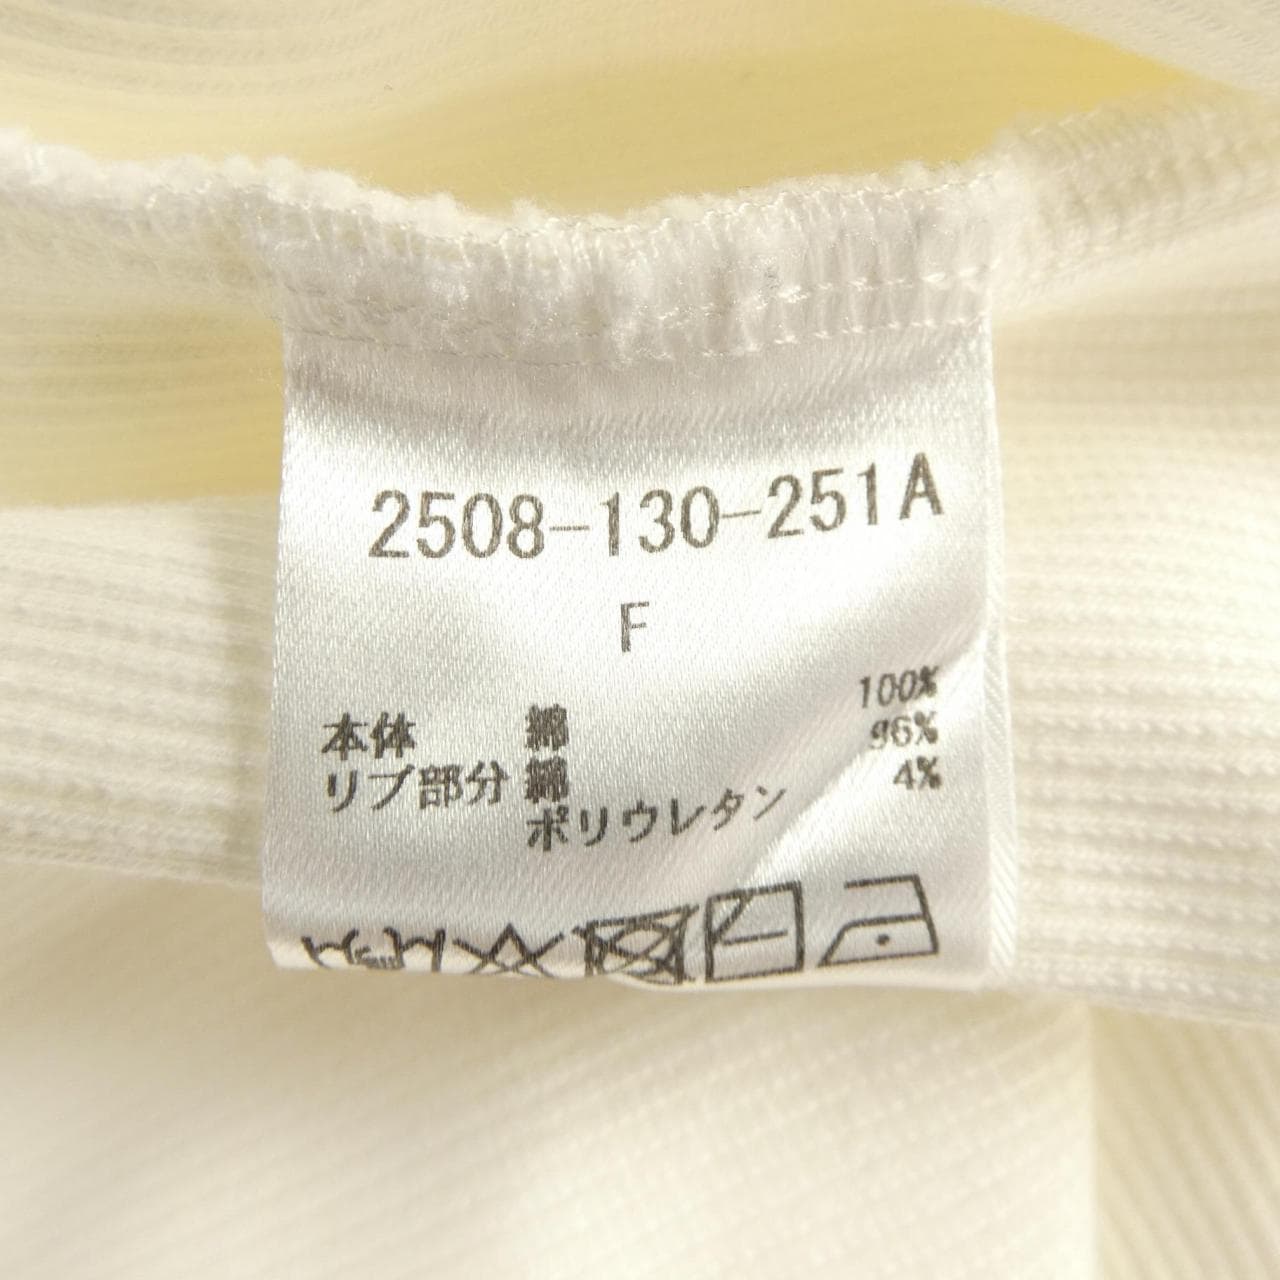 2508-130-251A
F
本体 綿 100%
リブ部分 綿 96%
ポリウレタン 4%